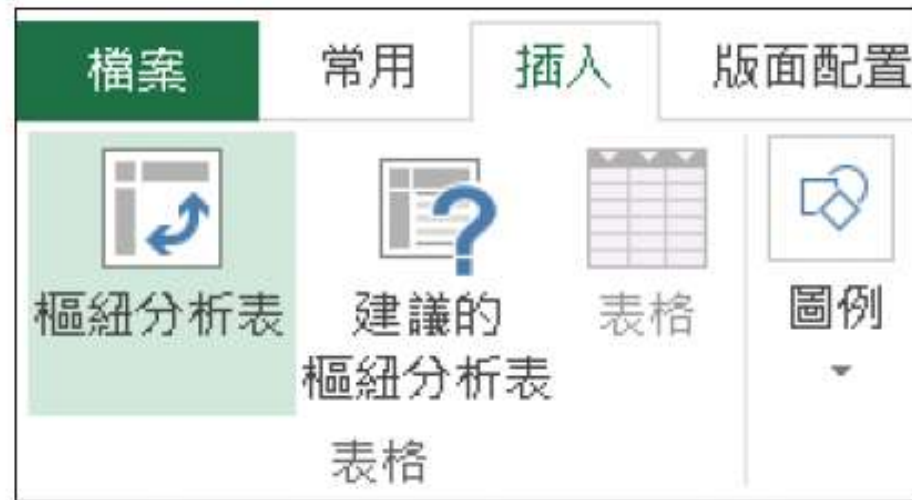 檔案 常用 插入 版面配置
樞紐分析表 建議的 表格 圖例
樞紐分析表
表格